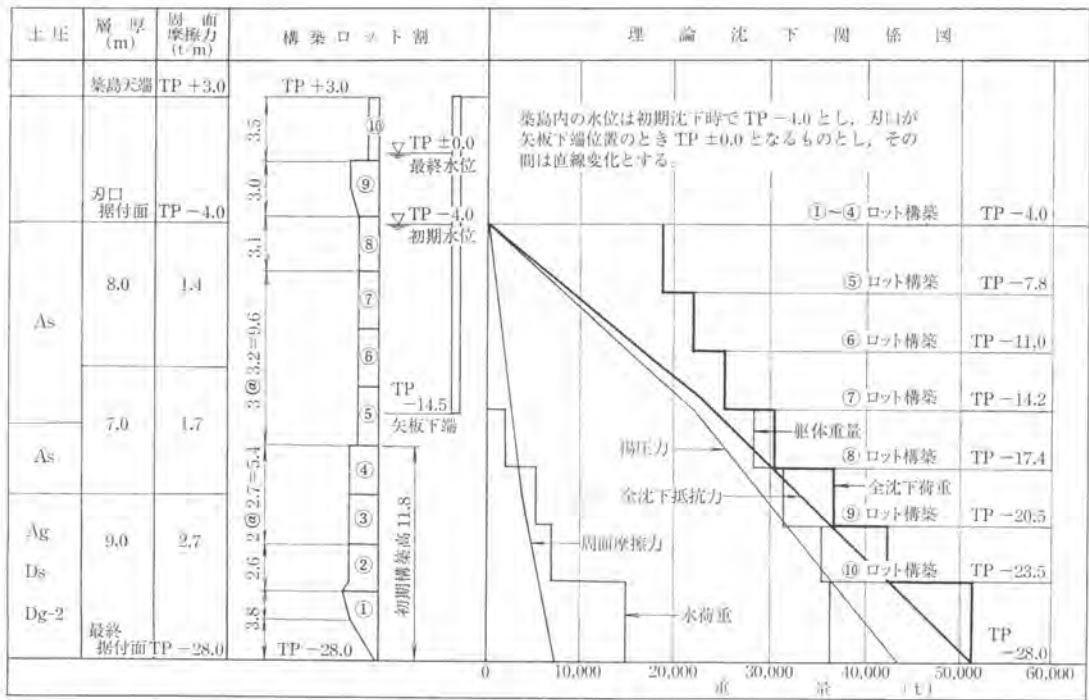 土圧
層厚
(m)
周面
摩擦力
(t/m)
構築ロット割
理論沈下関係図
築島天端 TP +3.0
TP +3.0
築島内の水位は初期沈下時で TP −4.0 とし, 刃口が
矢板下端位置のとき TP ±0.0 となるものとし, その
間は直線変化とする.
3.5
⑩
TP ±0.0
最終水位
3.0
⑨
刃口
据付面 TP −4.0
TP −4.0
初期水位
①〜④ ロット構築 TP −4.0
3.1
⑧
As
8.0
1.4
⑤ ロット構築 TP −7.8
3@3.2=9.6
⑦
⑥ ロット構築 TP −11.0
⑥
⑦ ロット構築 TP −14.2
7.0
1.7
TP
−14.5
矢板下端
⑤
躯体重量
揚圧力
⑧ ロット構築 TP −17.4
As
2@2.7=5.4
④
全沈下抵抗力
全沈下荷重
③
初期構築高 11.8
⑨ ロット構築 TP −20.5
Ag
9.0
2.7
周面摩擦力
Ds
2.6
②
⑩ ロット構築 TP −23.5
Dg-2
3.8
①
水荷重
最終
据付面 TP −28.0
TP −28.0
TP
−28.0
0 10,000 20,000 30,000 40,000 50,000 60,000
重量 (t)